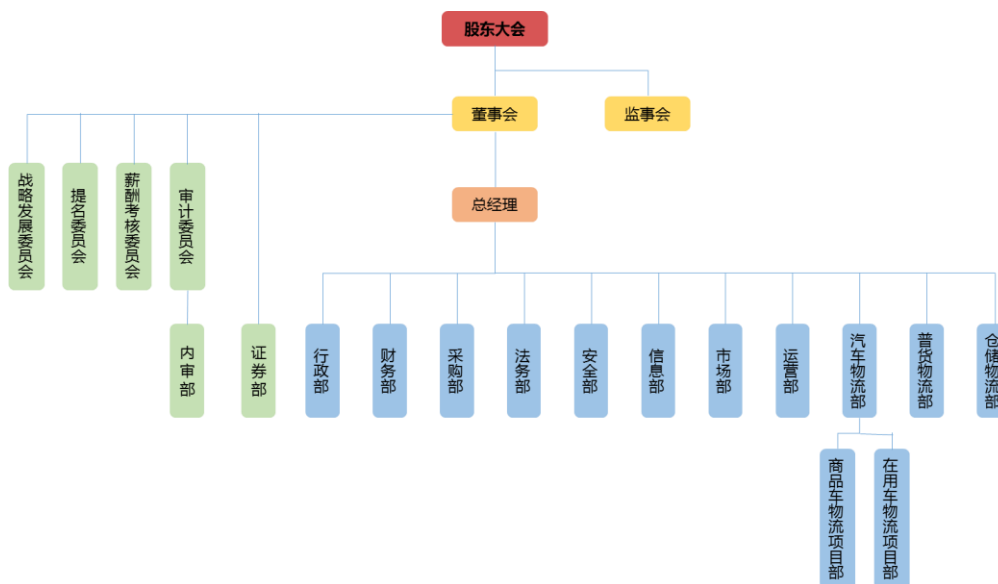 股东大会
董事会
监事会
总经理
战略发展委员会
提名委员会
薪酬考核委员会
审计委员会
内审部
证券部
行政部
财务部
采购部
法务部
安全部
信息部
市场部
运营部
汽车物流部
普货物流部
仓储物流部
商品车物流项目部
在用车物流项目部